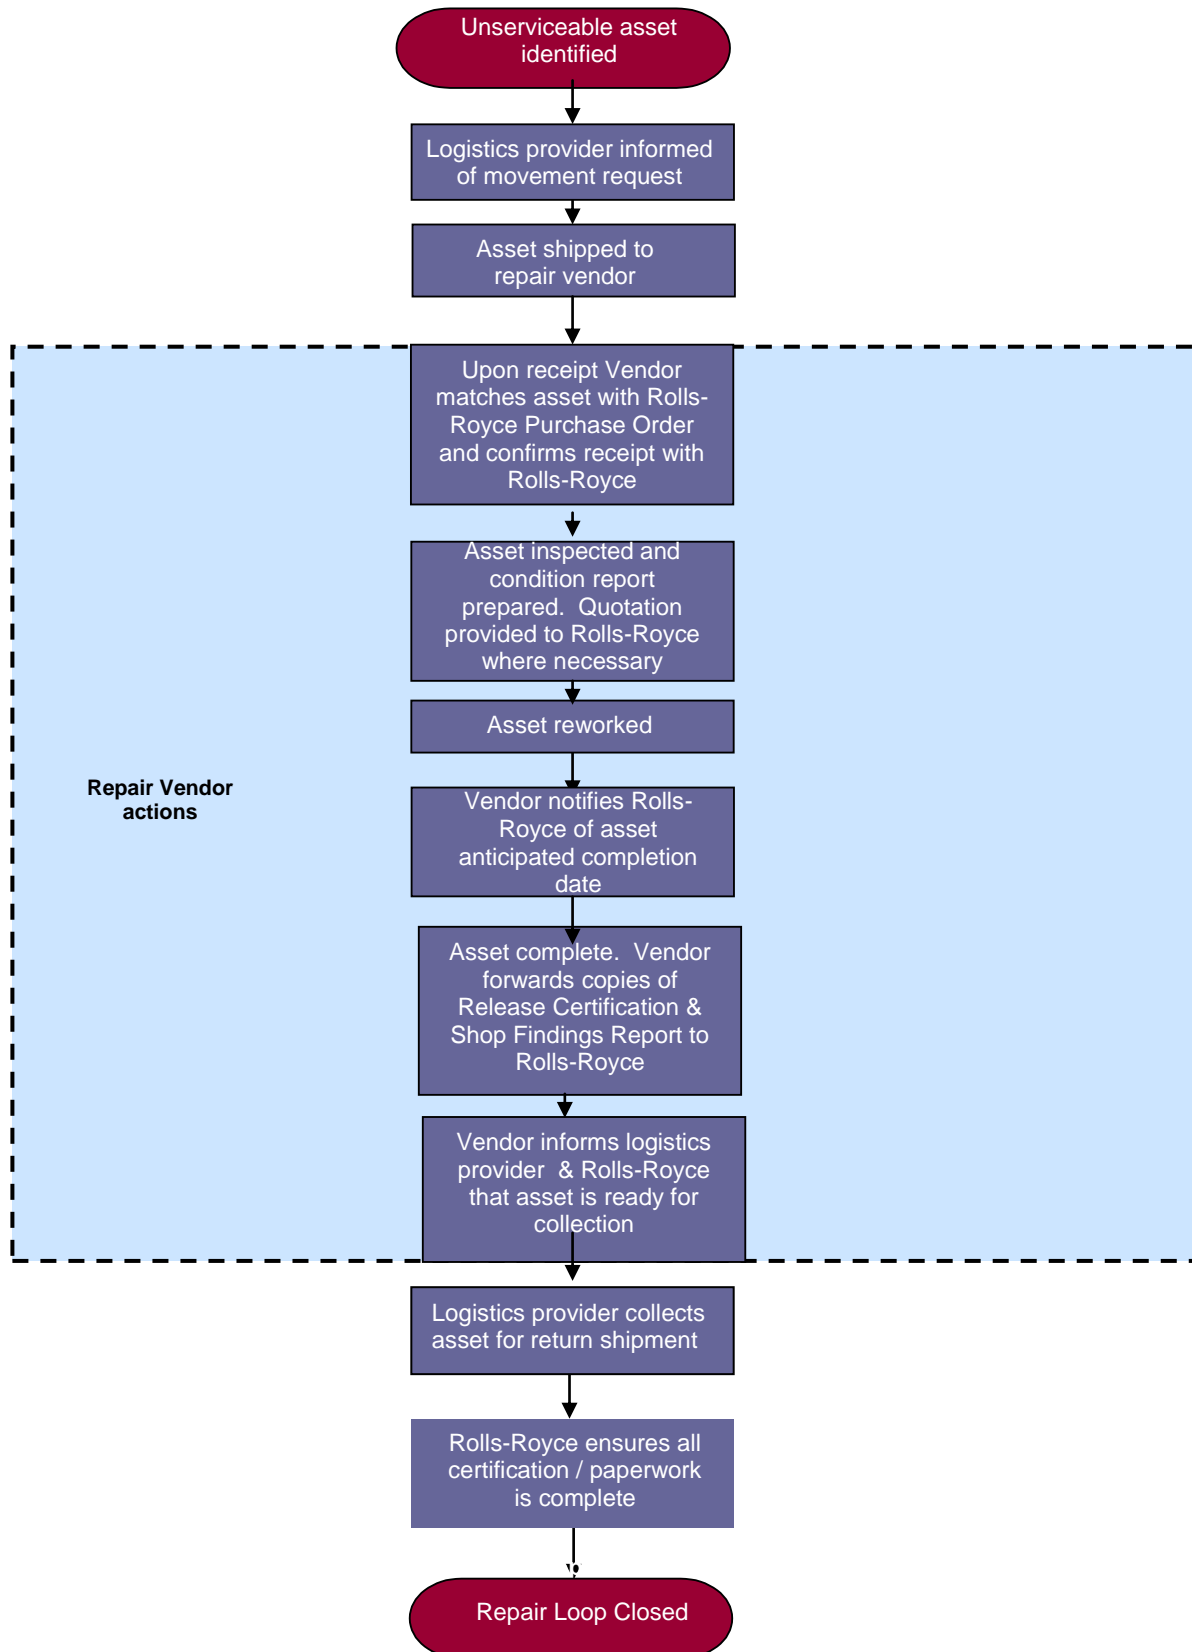 Unserviceable asset
identified
Logistics provider informed
of movement request
Asset shipped to
repair vendor
Upon receipt Vendor
matches asset with Rolls-
Royce Purchase Order
and confirms receipt with
Rolls-Royce
Asset inspected and
condition report
prepared. Quotation
provided to Rolls-Royce
where necessary
Asset reworked
Repair Vendor
actions
Vendor notifies Rolls-
Royce of asset
anticipated completion
date
Asset complete. Vendor
forwards copies of
Release Certification &
Shop Findings Report to
Rolls-Royce
Vendor informs logistics
provider & Rolls-Royce
that asset is ready for
collection
Logistics provider collects
asset for return shipment
Rolls-Royce ensures all
certification / paperwork
is complete
Repair Loop Closed